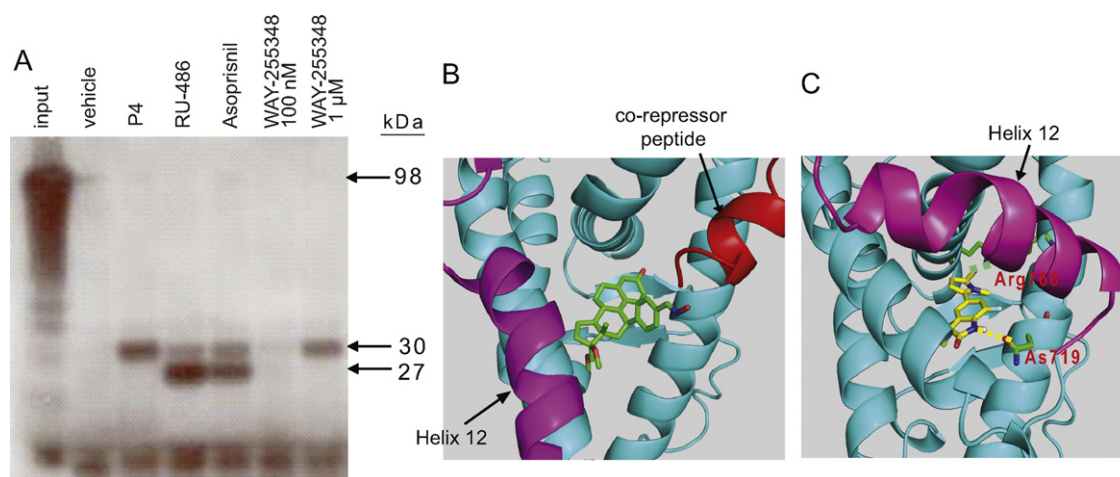 A
input
vehicle
P4
RU-486
Asoprisnil
WAY-255348
100 nM
WAY-255348
1 µM
kDa
98
30
27
B
co-repressor
peptide
Helix 12
C
Helix 12
Arg766
As719